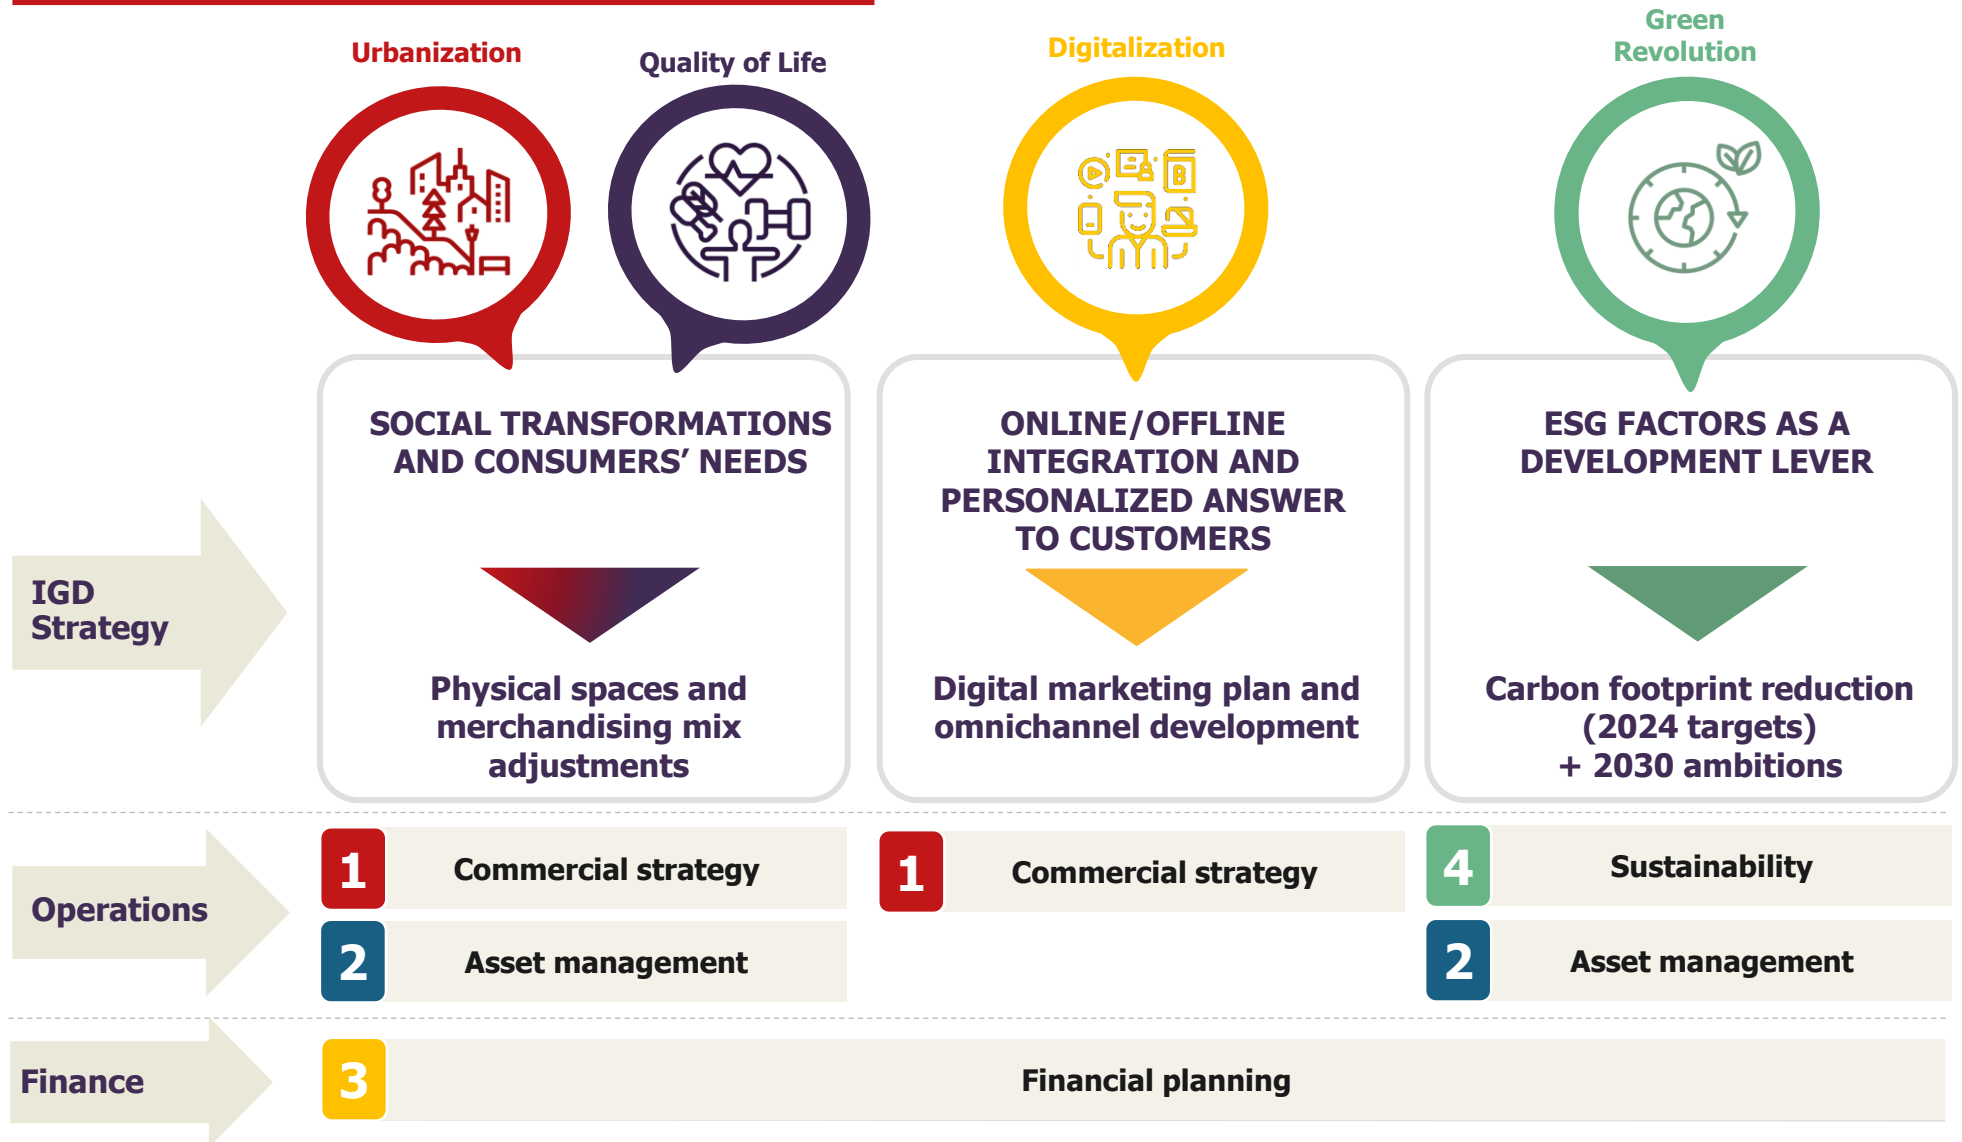 Urbanization
Quality of Life
Digitalization
Green
Revolution
B
SOCIAL TRANSFORMATIONS
AND CONSUMERS’ NEEDS
ONLINE/OFFLINE
INTEGRATION AND
PERSONALIZED ANSWER
TO CUSTOMERS
ESG FACTORS AS A
DEVELOPMENT LEVER
IGD
Strategy
Physical spaces and
merchandising mix
adjustments
Digital marketing plan and
omnichannel development
Carbon footprint reduction
(2024 targets)
+ 2030 ambitions
Operations
1 Commercial strategy
2 Asset management
1 Commercial strategy
4 Sustainability
2 Asset management
Finance
3 Financial planning